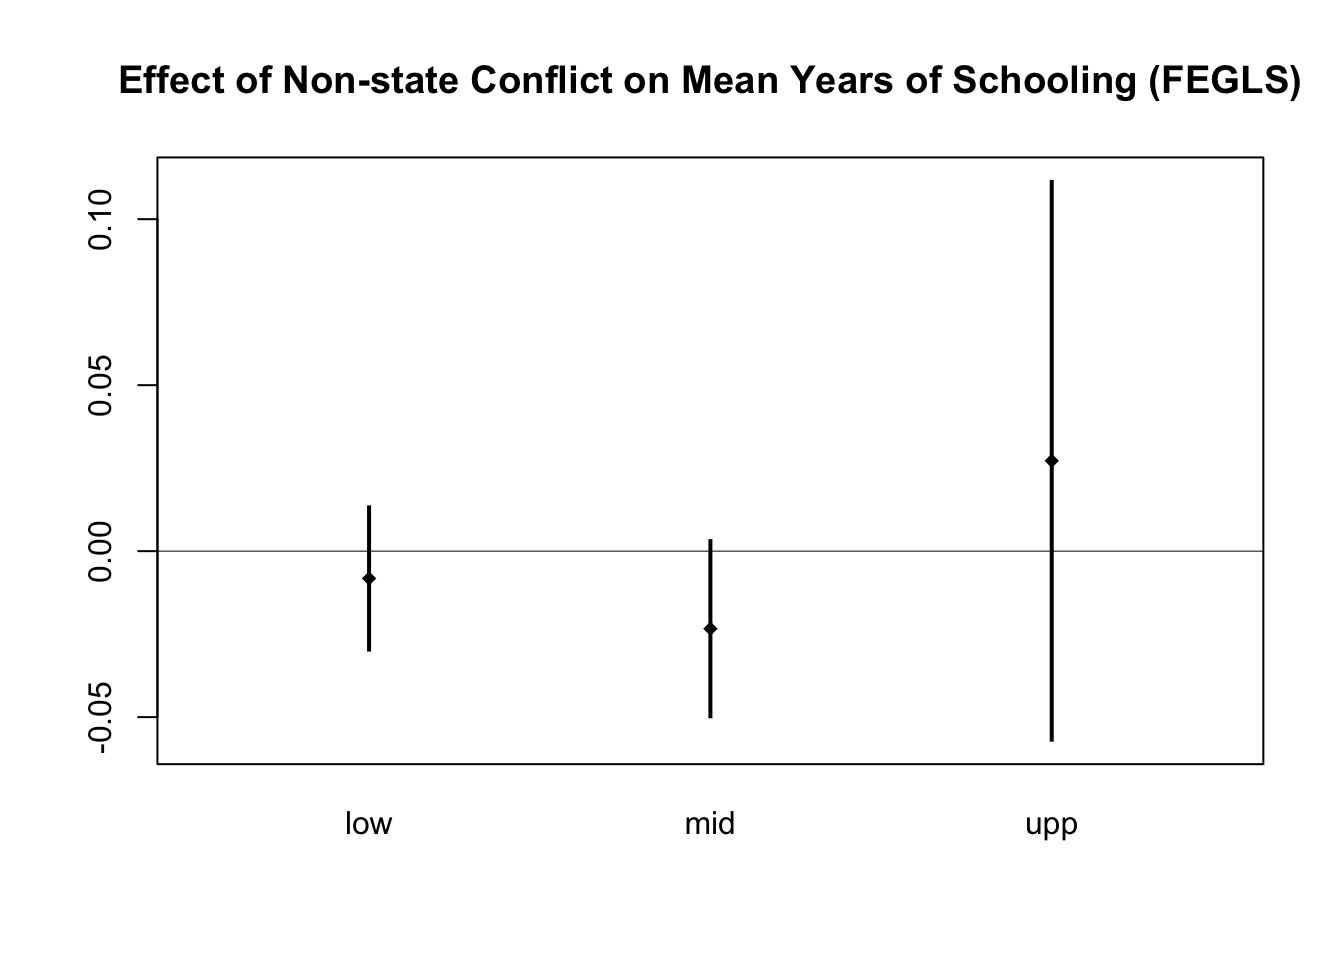 Effect of Non-state Conflict on Mean Years of Schooling (FEGLS)
0.10
0.05
0.00
-0.05
low mid upp